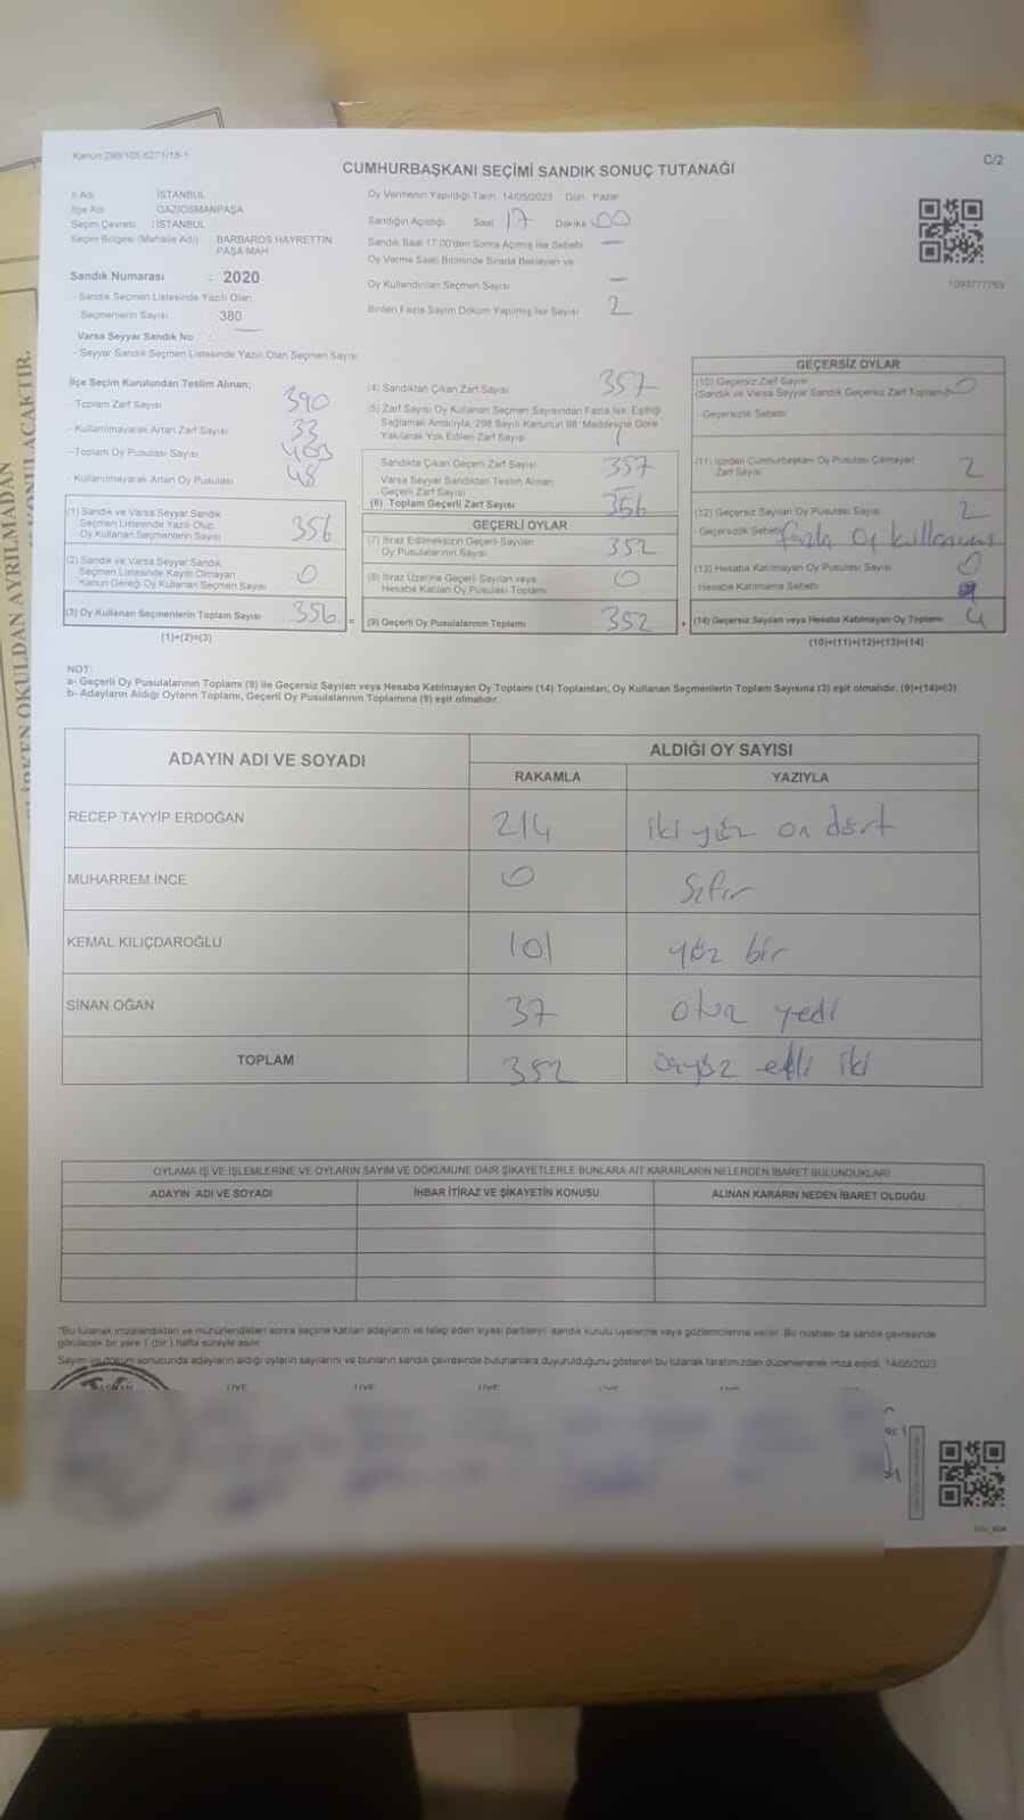 Kanun 298/105 6271/18-1
CUMHURBAŞKANI SEÇİMİ SANDIK SONUÇ TUTANAĞI
C/2
İl Adı : İSTANBUL
İlçe Adı : GAZİOSMANPAŞA
Seçim Çevresi : İSTANBUL
Seçim Bölgesi (Mahalle Adı) : BARBAROS HAYRETTİN PAŞA MAH
Sandık Numarası : 2020
- Sandık Seçmen Listesinde Yazılı Olan
Seçmenlerin Sayısı : 380
Varsa Seyyar Sandık No : —
- Seyyar Sandık Seçmen Listesinde Yazılı Olan Seçmen Sayısı
Oy Vermenin Yapıldığı Tarih: 14/05/2023 Gün: Pazar
Sandığın Açıldığı Saat 17 Dakika 00
Sandık Saat 17.00'den Sonra Açılmış İse Sebebi —
Oy Verme Saati Bitiminde Sırada Bekleyen ve
Oy Kullandırılan Seçmen Sayısı —
Birden Fazla Sayım Döküm Yapılmış İse Sayısı 2
İlçe Seçim Kurulundan Teslim Alınan;
- Toplam Zarf Sayısı 390
- Kullanılmayarak Artan Zarf Sayısı 33
- Toplam Oy Pusulası Sayısı 403
- Kullanılmayarak Artan Oy Pusulası 48
(1) Sandık ve Varsa Seyyar Sandık
Seçmen Listesinde Yazılı Olup
Oy Kullanan Seçmenlerin Sayısı 356
(2) Sandık ve Varsa Seyyar Sandık
Seçmen Listesinde Kayıtlı Olmayan
Kanun Gereği Oy Kullanan Seçmen Sayısı 0
(3) Oy Kullanan Seçmenlerin Toplam Sayısı 356 =
(1)+(2)=(3)
(4) Sandıktan Çıkan Zarf Sayısı 357
(5) Zarf Sayısı Oy Kullanan Seçmen Sayısından Fazla İse, Eşitliği
Sağlamak Amacıyla, 298 Sayılı Kanunun 98. Maddesine Göre
Yakılarak Yok Edilen Zarf Sayısı 1
Sandıkta Çıkan Geçerli Zarf Sayısı 357
Varsa Seyyar Sandıktan Teslim Alınan
Geçerli Zarf Sayısı —
(6) Toplam Geçerli Zarf Sayısı 356
GEÇERLİ OYLAR
(7) İtiraz Edilmeksizin Geçerli Sayılan
Oy Pusulalarının Sayısı 352
(8) İtiraz Üzerine Geçerli Sayılan veya
Hesaba Katılan Oy Pusulası Toplamı 0
(9) Geçerli Oy Pusulalarının Toplamı 352 +
GEÇERSİZ OYLAR
(10) Geçersiz Zarf Sayısı
(Sandık ve Varsa Seyyar Sandık Geçersiz Zarf Toplamı) 0
- Geçersizlik Sebebi
(11) İçinden Cumhurbaşkanı Oy Pusulası Çıkmayan
Zarf Sayısı 2
(12) Geçersiz Sayılan Oy Pusulası Sayısı 2
- Geçersizlik Sebebi fazla oy kullanımı
(13) Hesaba Katılmayan Oy Pusulası Sayısı 0
Hesaba Katılmama Sebebi
(14) Geçersiz Sayılan veya Hesaba Katılmayan Oy Toplamı 4
(10)+(11)+(12)+(13)=(14)
NOT:
a- Geçerli Oy Pusulalarının Toplamı (9) ile Geçersiz Sayılan veya Hesaba Katılmayan Oy Toplamı (14) Toplamları, Oy Kullanan Seçmenlerin Toplam Sayısına (3) eşit olmalıdır. (9)+(14)=(3)
b- Adayların Aldığı Oyların Toplamı, Geçerli Oy Pusulalarının Toplamına (9) eşit olmalıdır.
ADAYIN ADI VE SOYADI ALDIĞI OY SAYISI
RAKAMLA YAZIYLA
RECEP TAYYİP ERDOĞAN 214 iki yüz on dört
MUHARREM İNCE 0 Sıfır
KEMAL KILIÇDAROĞLU 101 yüz bir
SİNAN OĞAN 37 otuz yedi
TOPLAM 352 üçyüz elli iki
OYLAMA İŞ VE İŞLEMLERİNE VE OYLARIN SAYIM VE DÖKÜMÜNE DAİR ŞİKAYETLERLE BUNLARA AİT KARARLARIN NELERDEN İBARET BULUNDUKLARI
ADAYIN ADI VE SOYADI İHBAR İTİRAZ VE ŞİKAYETİN KONUSU ALINAN KARARIN NEDEN İBARET OLDUĞU
*Bu tutanak imzalandıktan ve mühürlendikten sonra seçime katılan adayların ve talep eden siyasi partilerin sandık kurulu üyelerine veya gözlemcilerine verilir. Bu nüshası da sandık çevresinde
görülecek bir yere 1 (bir) hafta süreyle asılır.
Sayım ve döküm sonucunda adayların aldığı oyların sayılarını ve bunların sandık çevresinde bulunanlara duyurulduğunu gösteren bu tutanak tarafımızdan düzenlenerek imza edildi. 14/05/2023